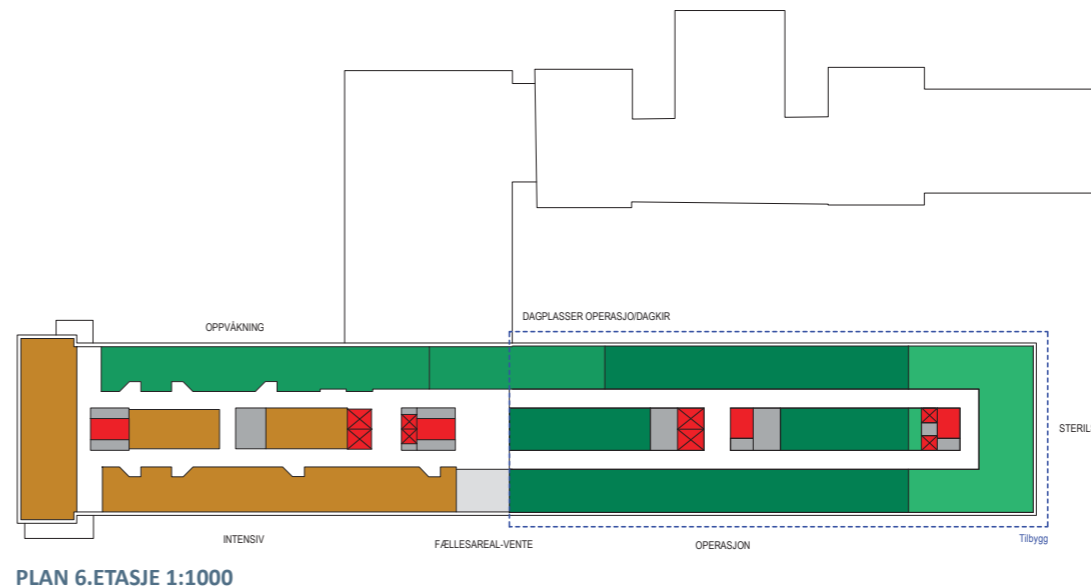 DAGPLASSER OPERASJO/DAGKIR
OPPVÅKNING
STERIL
INTENSIV
FÆLLESAREAL-VENTE
OPERASJON
Tilbygg
PLAN 6.ETASJE 1:1000